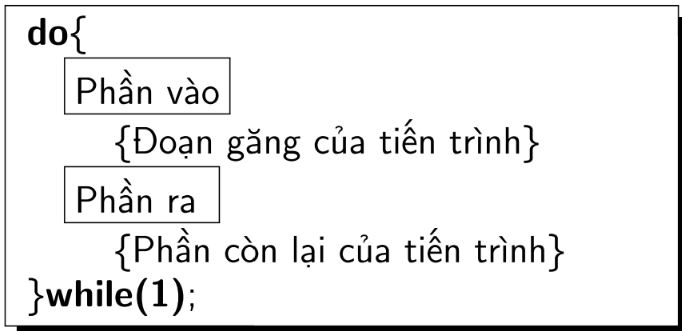 do{
Phần vào
{Đoạn găng của tiến trình}
Phần ra
{Phần còn lại của tiến trình}
}while(1);